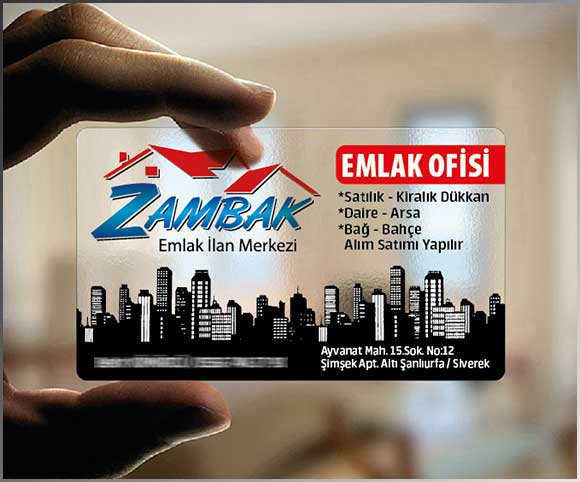 ZAMBAK
Emlak İlan Merkezi
EMLAK OFİSİ
*Satılık - Kiralık Dükkan
*Daire - Arsa
*Bağ - Bahçe
Alım Satımı Yapılır
Ayvanat Mah. 15.Sok. No:12
Şimşek Apt. Altı Şanlıurfa / Siverek